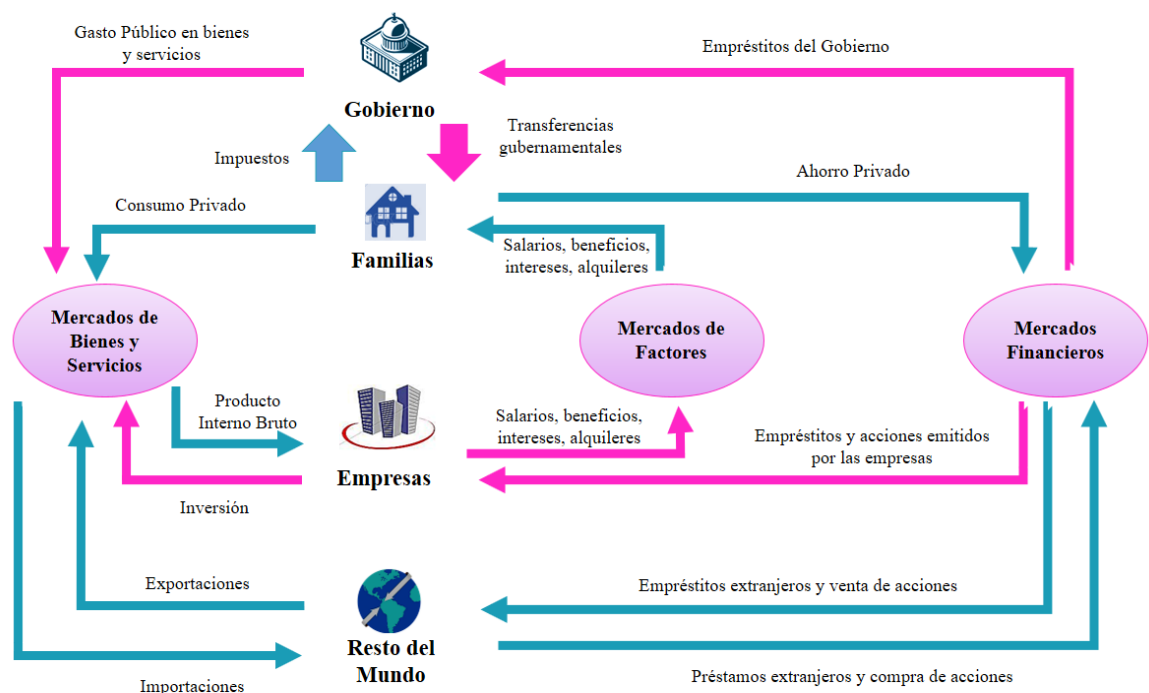 Gasto Público en bienes
y servicios
Empréstitos del Gobierno
Gobierno
Impuestos
Transferencias
gubernamentales
Ahorro Privado
Consumo Privado
Familias
Salarios, beneficios,
intereses, alquileres
Mercados de
Bienes y
Servicios
Mercados de
Factores
Mercados
Financieros
Producto
Interno Bruto
Salarios, beneficios,
intereses, alquileres
Empréstitos y acciones emitidos
por las empresas
Empresas
Inversión
Exportaciones
Empréstitos extranjeros y venta de acciones
Resto del
Mundo
Importaciones
Préstamos extranjeros y compra de acciones